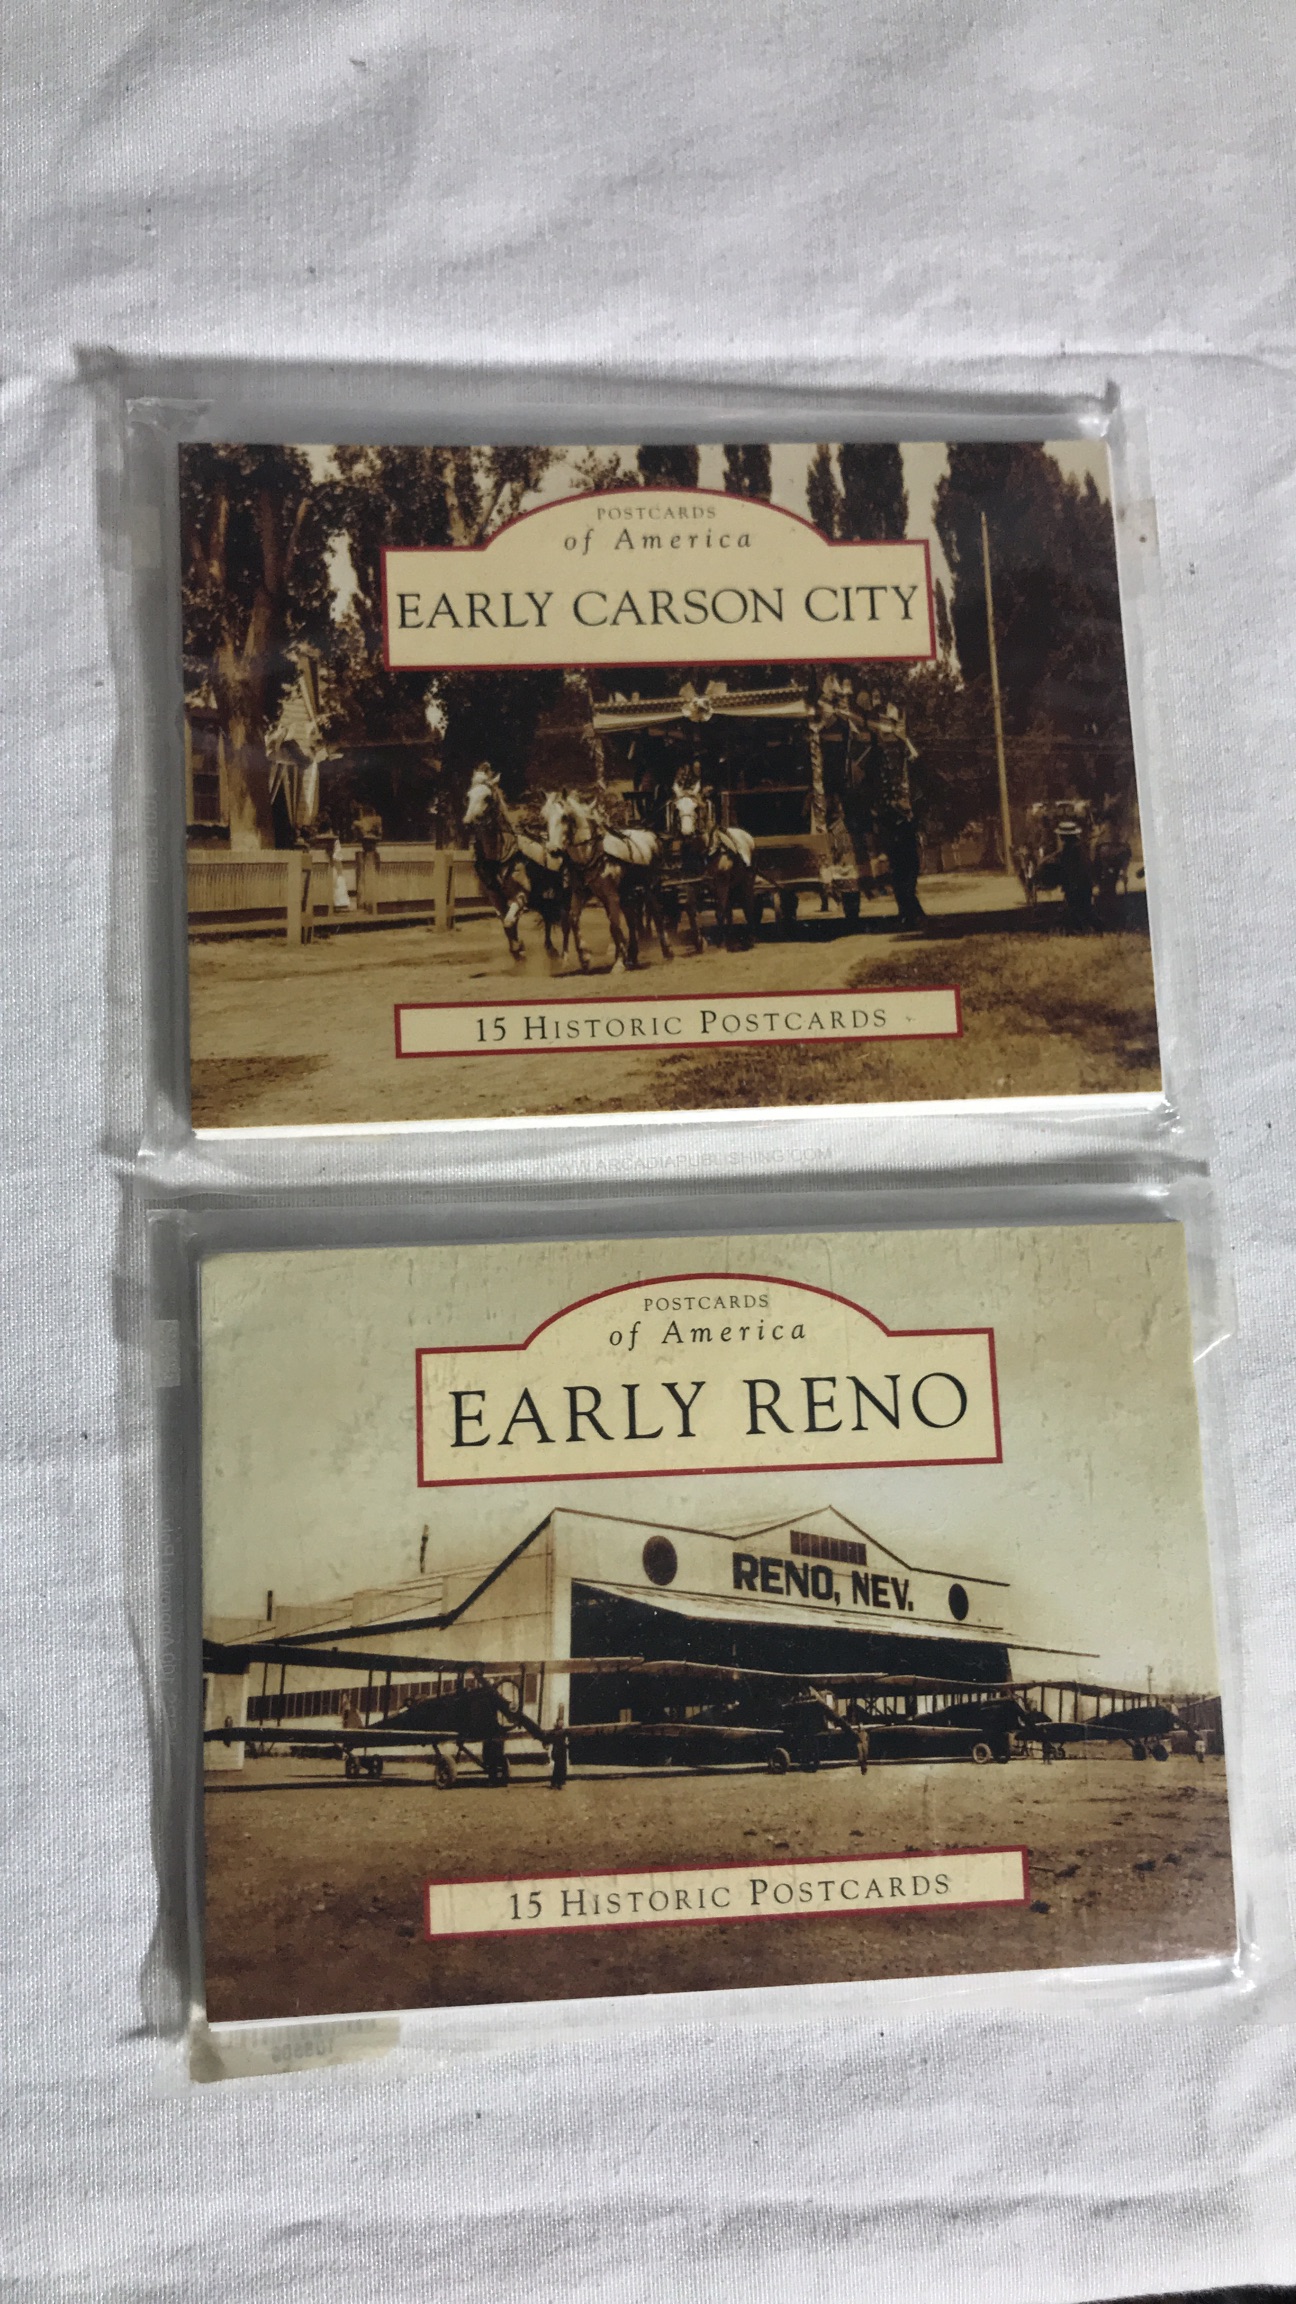 POSTCARDS
of America
EARLY CARSON CITY
15 HISTORIC POSTCARDS
WWW.ARCADIAPUBLISHING.COM
POSTCARDS
of America
EARLY RENO
RENO, NEV.
15 HISTORIC POSTCARDS